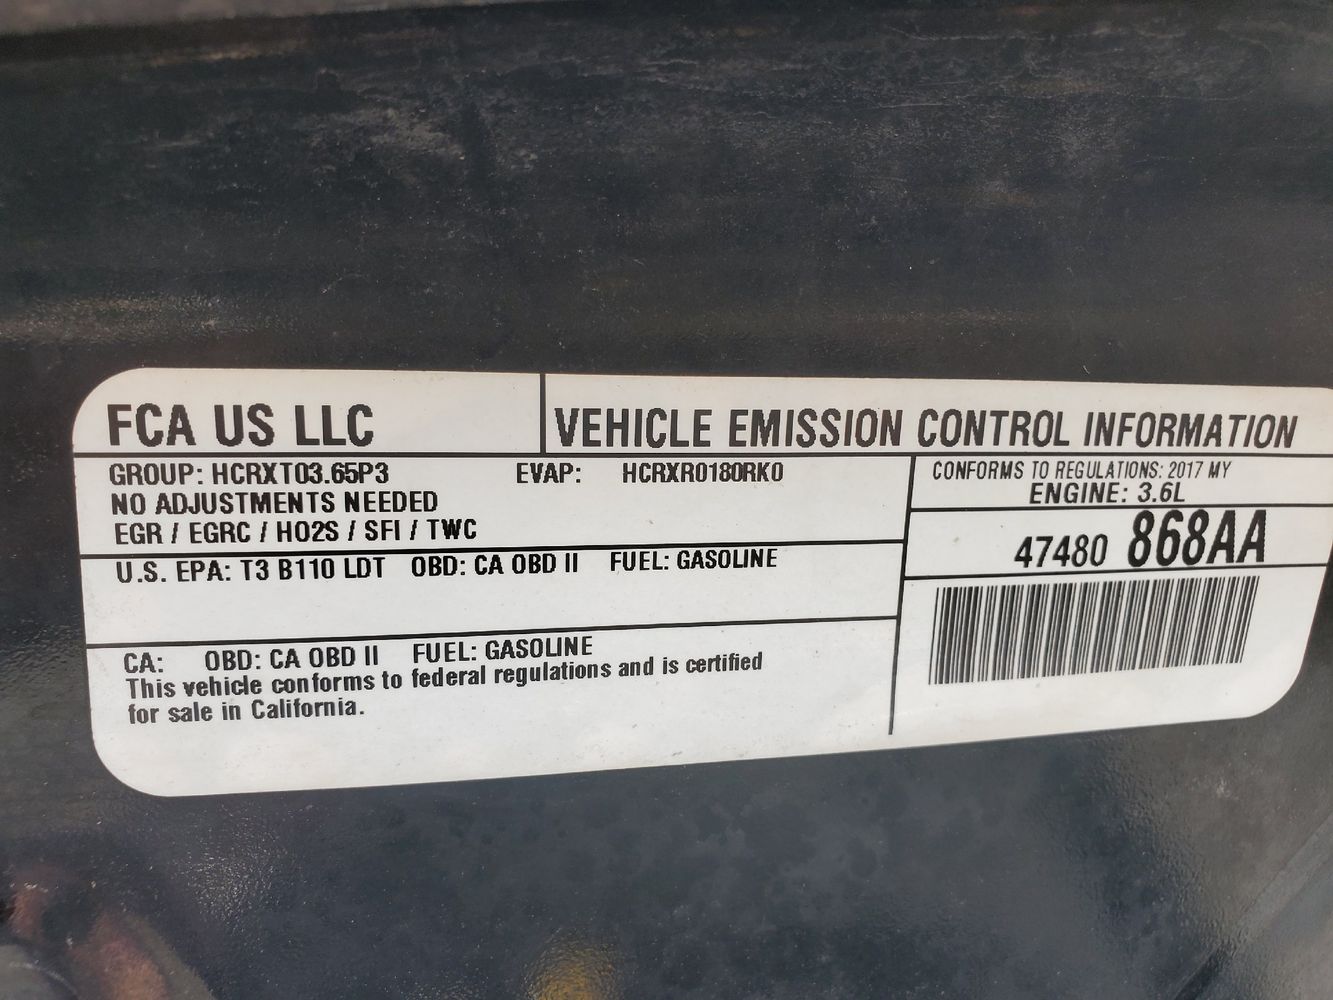 FCA US LLC
VEHICLE EMISSION CONTROL INFORMATION
GROUP: HCRXT03.65P3 EVAP: HCRXR0180RK0
NO ADJUSTMENTS NEEDED
EGR / EGRC / HO2S / SFI / TWC
CONFORMS TO REGULATIONS: 2017 MY
ENGINE: 3.6L
47480 868AA
U.S. EPA: T3 B110 LDT OBD: CA OBD II FUEL: GASOLINE
CA: OBD: CA OBD II FUEL: GASOLINE
This vehicle conforms to federal regulations and is certified
for sale in California.